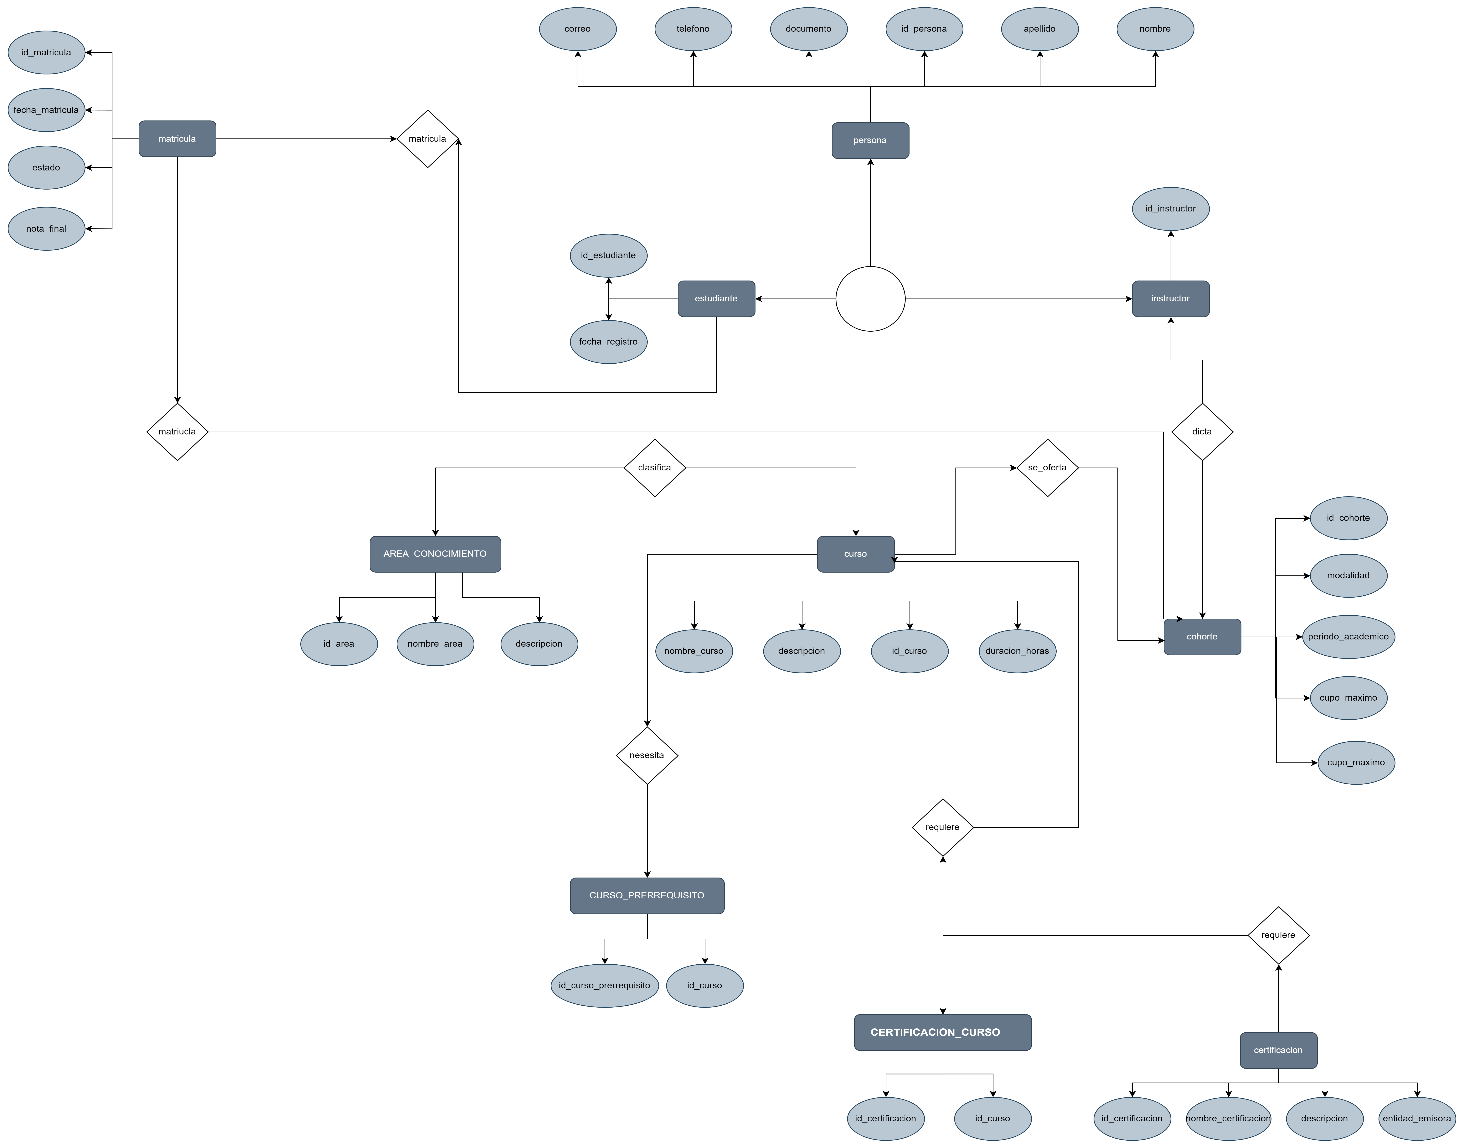 correo
telefono
documento
id_persona
apellido
nombre
id_matricula
fecha_matricula
estado
nota_final
matricula
matricula
persona
id_instructor
id_estudiante
estudiante
instructor
fecha_registro
matriucla
dicta
clasifica
se_oferta
AREA_CONOCIMIENTO
curso
id_cohorte
modalidad
periodo_academico
cupo_maximo
cupo_maximo
cohorte
id_area
nombre_area
descripcion
nombre_curso
descripcion
id_curso
duracion_horas
nesesita
requiere
CURSO_PRERREQUISITO
id_curso_prerrequisito
id_curso
requiere
CERTIFICACION_CURSO
certificacion
id_certificacion
id_curso
id_certificacion
nombre_certificacion
descripcion
entidad_emisora